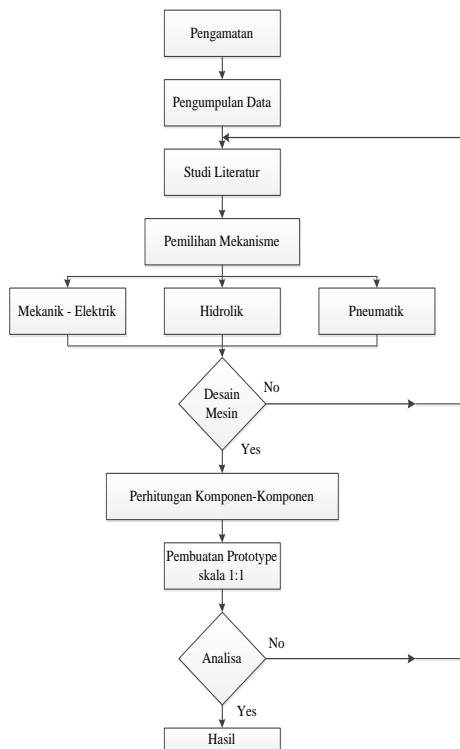 Pengamatan
Pengumpulan Data
Studi Literatur
Pemilihan Mekanisme
Mekanik - Elektrik
Hidrolik
Pneumatik
Desain
Mesin
No
Yes
Perhitungan Komponen-Komponen
Pembuatan Prototype
skala 1:1
Analisa
No
Yes
Hasil